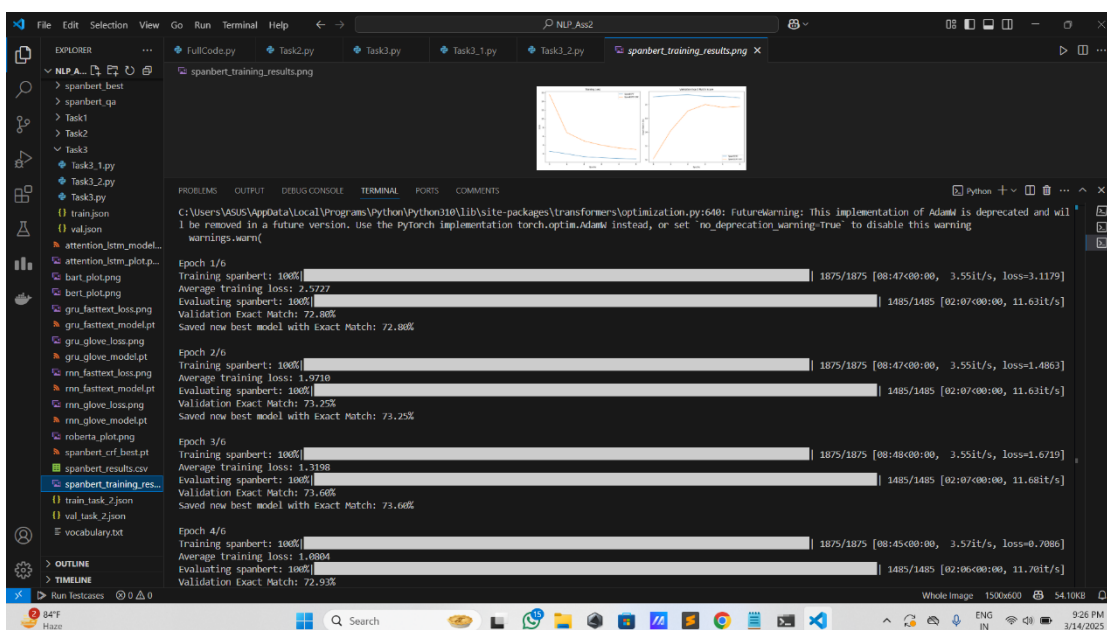 File Edit Selection View Go Run Terminal Help
NLP_Ass2
EXPLORER
FullCode.py
Task2.py
Task3.py
Task3_1.py
Task3_2.py
spanbert_training_results.png
NLP_A...
spanbert_training_results.png
spanbert_best
spanbert_qa
Task1
Task2
Task3
Task3_1.py
Task3_2.py
Task3.py
train.json
val.json
attention_lstm_model...
attention_lstm_plot.p...
bart_plot.png
bert_plot.png
gru_fasttext_loss.png
gru_fasttext_model.pt
gru_glove_loss.png
gru_glove_model.pt
rnn_fasttext_loss.png
rnn_fasttext_model.pt
rnn_glove_loss.png
rnn_glove_model.pt
roberta_plot.png
spanbert_crf_best.pt
spanbert_results.csv
spanbert_training_res...
train_task_2.json
val_task_2.json
vocabulary.txt
OUTLINE
TIMELINE
PROBLEMS OUTPUT DEBUG CONSOLE TERMINAL PORTS COMMENTS
Python
C:\Users\ASUS\AppData\Local\Programs\Python\Python310\lib\site-packages\transformers\optimization.py:640: FutureWarning: This implementation of AdamW is deprecated and wil
l be removed in a future version. Use the PyTorch implementation torch.optim.AdamW instead, or set `no_deprecation_warning=True` to disable this warning
warnings.warn(
Epoch 1/6
Training spanbert: 100%| | 1875/1875 [08:47<00:00, 3.55it/s, loss=3.1179]
Average training loss: 2.5727
Evaluating spanbert: 100%| | 1485/1485 [02:07<00:00, 11.63it/s]
Validation Exact Match: 72.80%
Saved new best model with Exact Match: 72.80%
Epoch 2/6
Training spanbert: 100%| | 1875/1875 [08:47<00:00, 3.55it/s, loss=1.4863]
Average training loss: 1.9710
Evaluating spanbert: 100%| | 1485/1485 [02:07<00:00, 11.63it/s]
Validation Exact Match: 73.25%
Saved new best model with Exact Match: 73.25%
Epoch 3/6
Training spanbert: 100%| | 1875/1875 [08:48<00:00, 3.55it/s, loss=1.6719]
Average training loss: 1.3198
Evaluating spanbert: 100%| | 1485/1485 [02:07<00:00, 11.68it/s]
Validation Exact Match: 73.60%
Saved new best model with Exact Match: 73.60%
Epoch 4/6
Training spanbert: 100%| | 1875/1875 [08:45<00:00, 3.57it/s, loss=0.7086]
Average training loss: 1.0804
Evaluating spanbert: 100%| | 1485/1485 [02:06<00:00, 11.70it/s]
Validation Exact Match: 72.93%
Run Testcases 0 0
Whole Image 1500x600 54.10KB
2
84°F
Haze
Search
ENG
IN
9:26 PM
3/14/2025